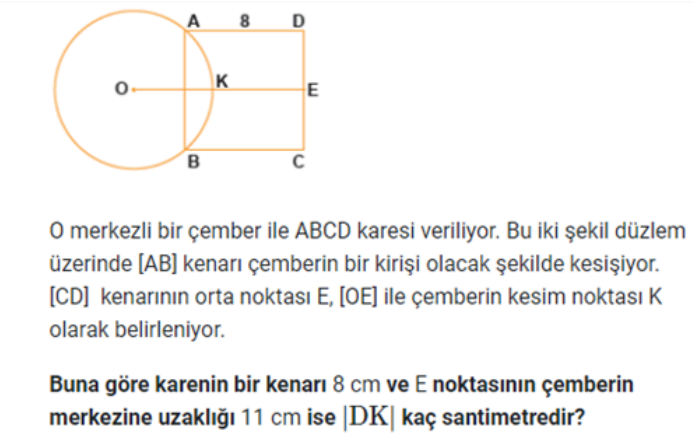 A 8 D
O K E
B C
O merkezli bir çember ile ABCD karesi veriliyor. Bu iki şekil düzlem
üzerinde [AB] kenarı çemberin bir kirişi olacak şekilde kesişiyor.
[CD] kenarının orta noktası E, [OE] ile çemberin kesim noktası K
olarak belirleniyor.
Buna göre karenin bir kenarı 8 cm ve E noktasının çemberin
merkezine uzaklığı 11 cm ise |DK| kaç santimetredir?